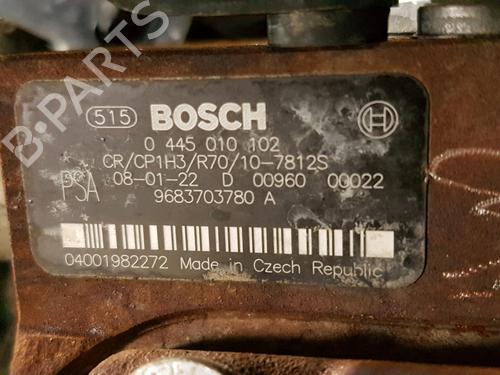 515 BOSCH
0 445 010 102
CR/CP1H3/R70/10-7812S
PSA 08-01-22 D 00960 00022
9683703780 A
04001982272 Made in Czech Republic
B-PARTS